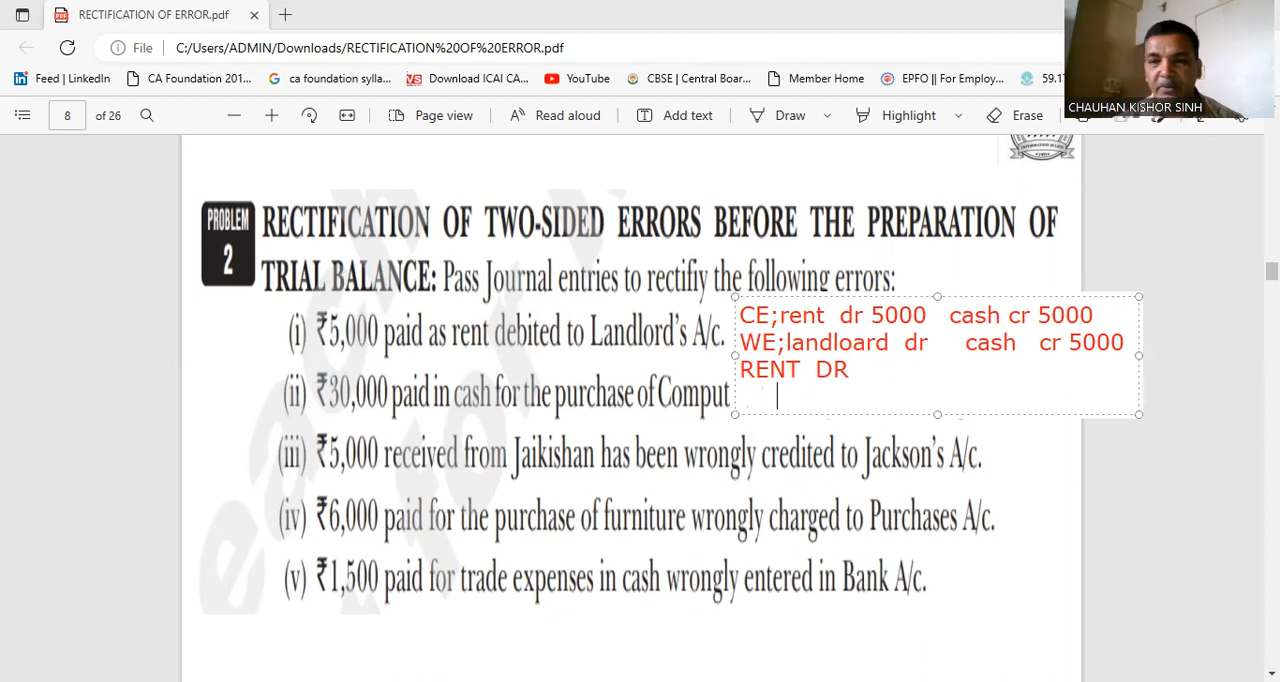 RECTIFICATION OF ERROR.pdf
File C:/Users/ADMIN/Downloads/RECTIFICATION%20OF%20ERROR.pdf
Feed | LinkedIn CA Foundation 201... ca foundation sylla... Download ICAI CA... YouTube CBSE | Central Boar... Member Home EPFO || For Employ... 59.17
CHAUHAN KISHOR SINH
8 of 26 Page view Read aloud Add text Draw Highlight Erase
PROBLEM
2
RECTIFICATION OF TWO-SIDED ERRORS BEFORE THE PREPARATION OF
TRIAL BALANCE: Pass Journal entries to rectifiy the following errors:
(i) ₹5,000 paid as rent debited to Landlord's A/c.
CE;rent dr 5000 cash cr 5000
WE;landloard dr cash cr 5000
RENT DR
(ii) ₹30,000 paid in cash for the purchase of Comput
(iii) ₹5,000 received from Jaikishan has been wrongly credited to Jackson's A/c.
(iv) ₹6,000 paid for the purchase of furniture wrongly charged to Purchases A/c.
(v) ₹1,500 paid for trade expenses in cash wrongly entered in Bank A/c.